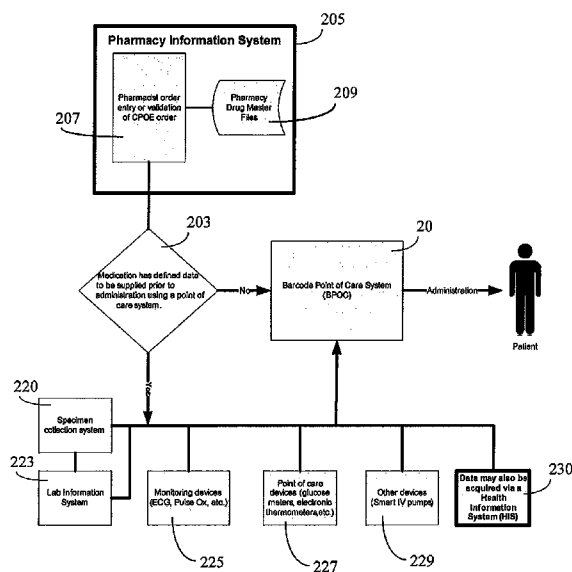 205
Pharmacy Information System
Pharmacist order
entry or validation
of CPOE order
207
Pharmacy
Drug Master
Files
209
203
Medication has defined data
to be supplied prior to
administration using a point of
care system.
No
20
Barcode Point of Care System
(BPOC)
Administration
Patient
Yes
220
Specimen
collection system
223
Lab Information
System
Monitoring devices
(ECG, Pulse Ox, etc.)
225
Point of care
devices (glucose
meters, electronic
thermometers,etc.)
227
Other devices
(Smart IV pumps)
229
Data may also be
acquired via a
Health
Information
System (HIS)
230